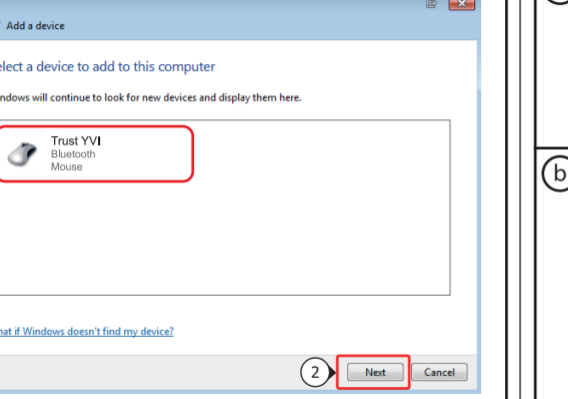 Add a device
elect a device to add to this computer
ndows will continue to look for new devices and display them here.
Trust YVI
Bluetooth
Mouse
hat if Windows doesn't find my device?
2
Next
Cancel
b